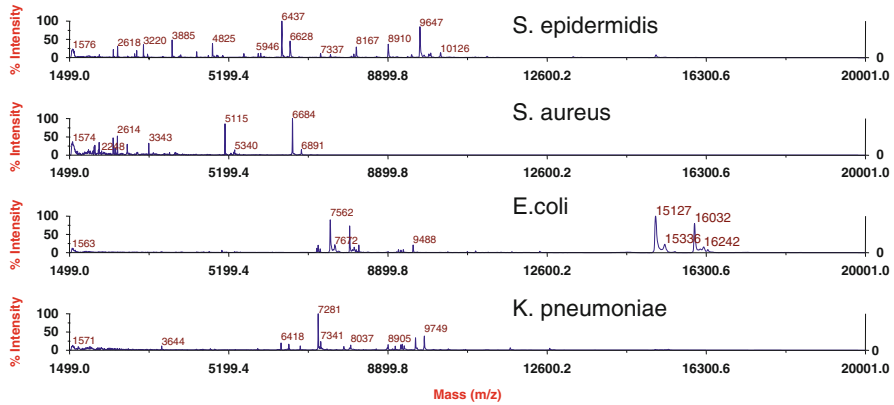 S. epidermidis
% Intensity
100
50
0
1576 2618 3220 3885 4825 5946 6437 6628 7337 8167 8910 9647 10126
0
1499.0 5199.4 8899.8 12600.2 16300.6 20001.0
S. aureus
% Intensity
100
50
0
1574 2248 2614 3343 5115 5340 6684 6891
0
1499.0 5199.4 8899.8 12600.2 16300.6 20001.0
E.coli
% Intensity
100
50
0
1563 7562 7672 9488 15127 15336 16032 16242
0
1499.0 5199.4 8899.8 12600.2 16300.6 20001.0
K. pneumoniae
% Intensity
100
50
0
1571 3644 6418 7281 7341 8037 8905 9749
0
1499.0 5199.4 8899.8 12600.2 16300.6 20001.0
Mass (m/z)